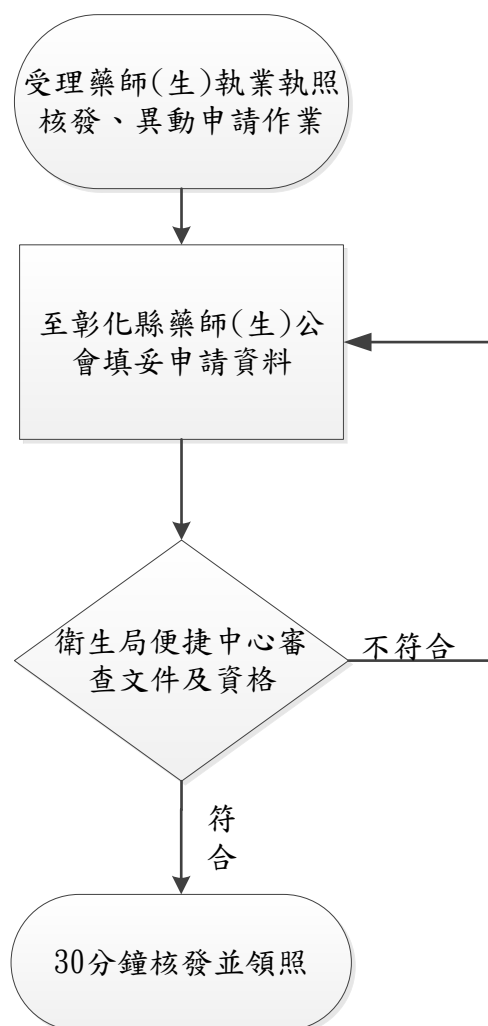 受理藥師(生)執業執照
核發、異動申請作業
至彰化縣藥師(生)公
會填妥申請資料
衛生局便捷中心審
查文件及資格
不符合
符
合
30分鐘核發並領照